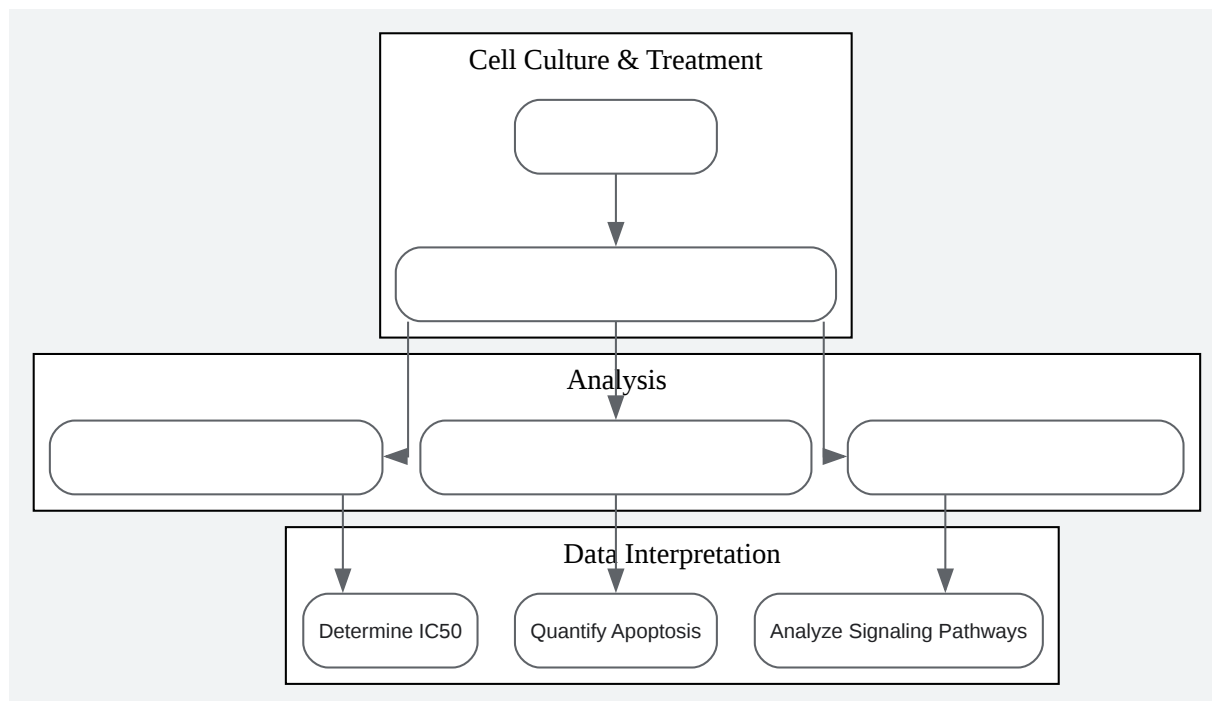 Cell Culture & Treatment
Analysis
Data Interpretation
Determine IC50
Quantify Apoptosis
Analyze Signaling Pathways